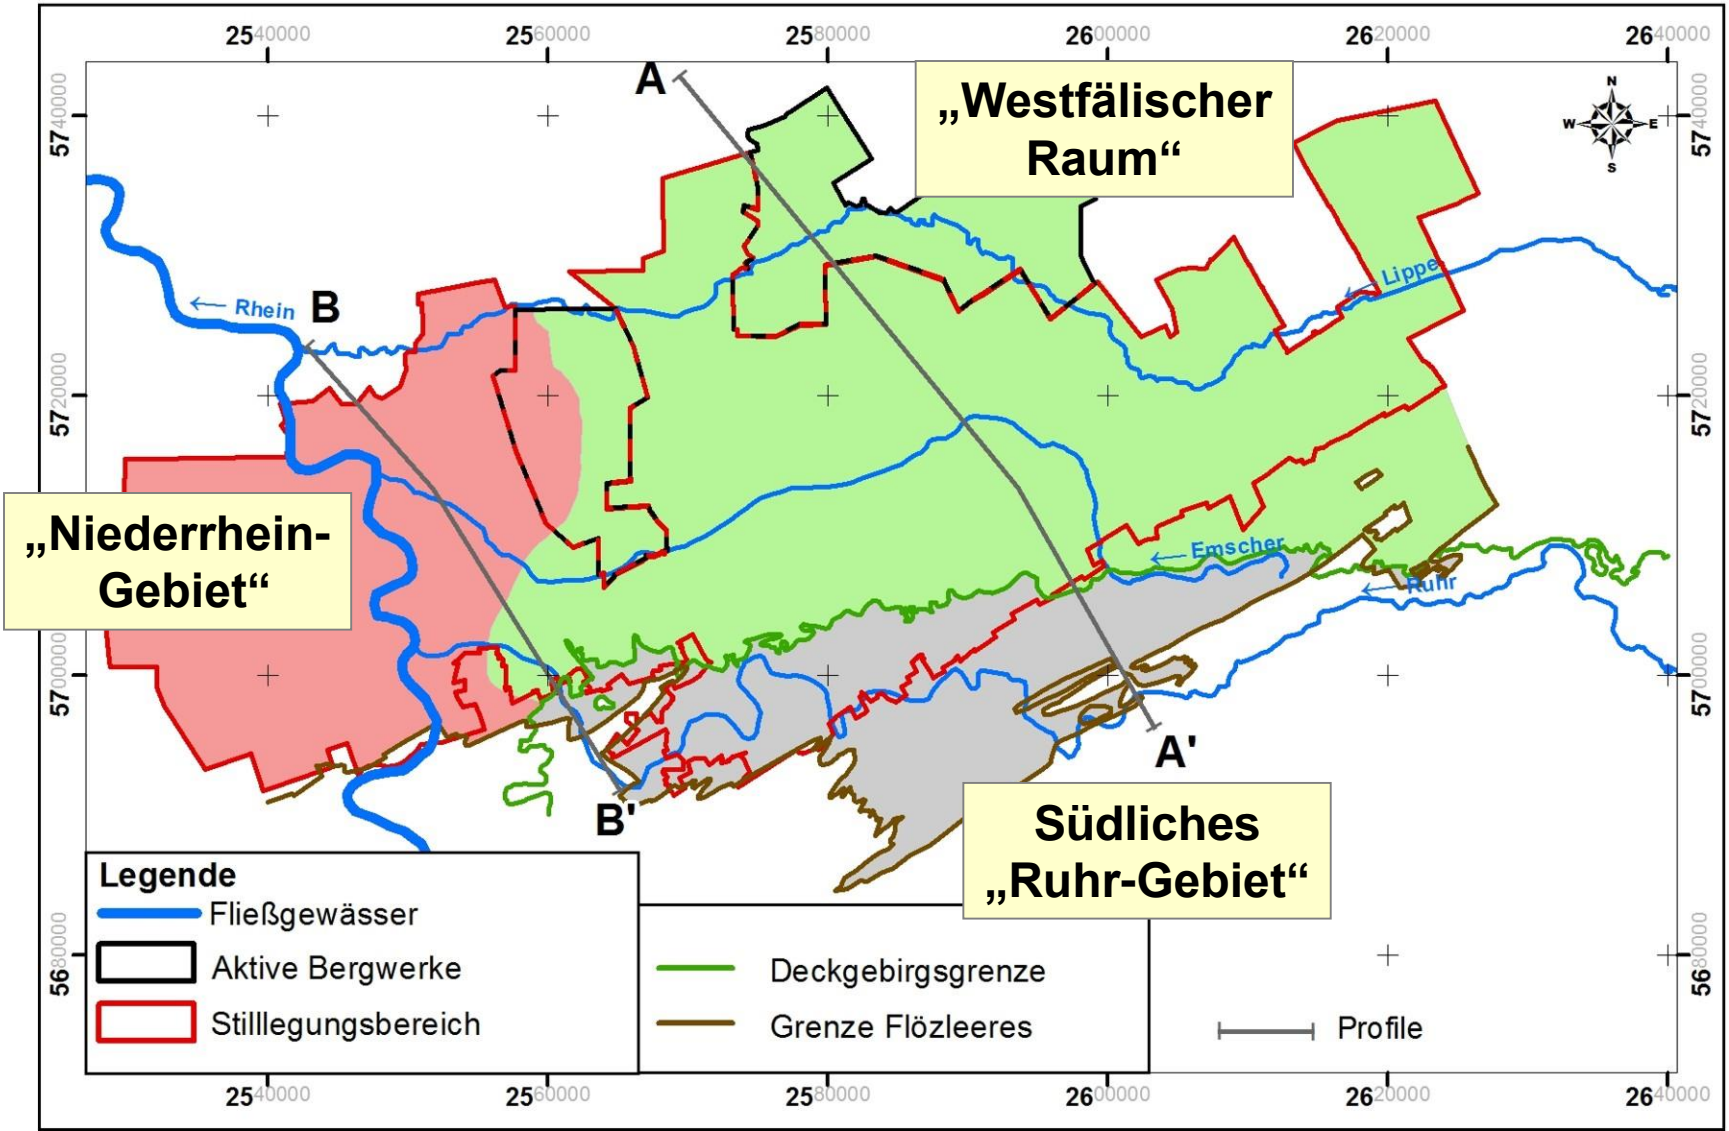 2540000 2560000 2580000 2600000 2620000 2640000
5740000
5720000
5700000
5680000
A
„Westfälischer
Raum“
N
W E
S
5740000
5720000
5700000
5680000
Lippe
Rhein
B
„Niederrhein-
Gebiet“
Emscher
Ruhr
A'
B'
Südliches
„Ruhr-Gebiet“
Legende
Fließgewässer
Aktive Bergwerke
Stilllegungsbereich
Deckgebirgsgrenze
Grenze Flözleeres
Profile
2540000 2560000 2580000 2600000 2620000 2640000